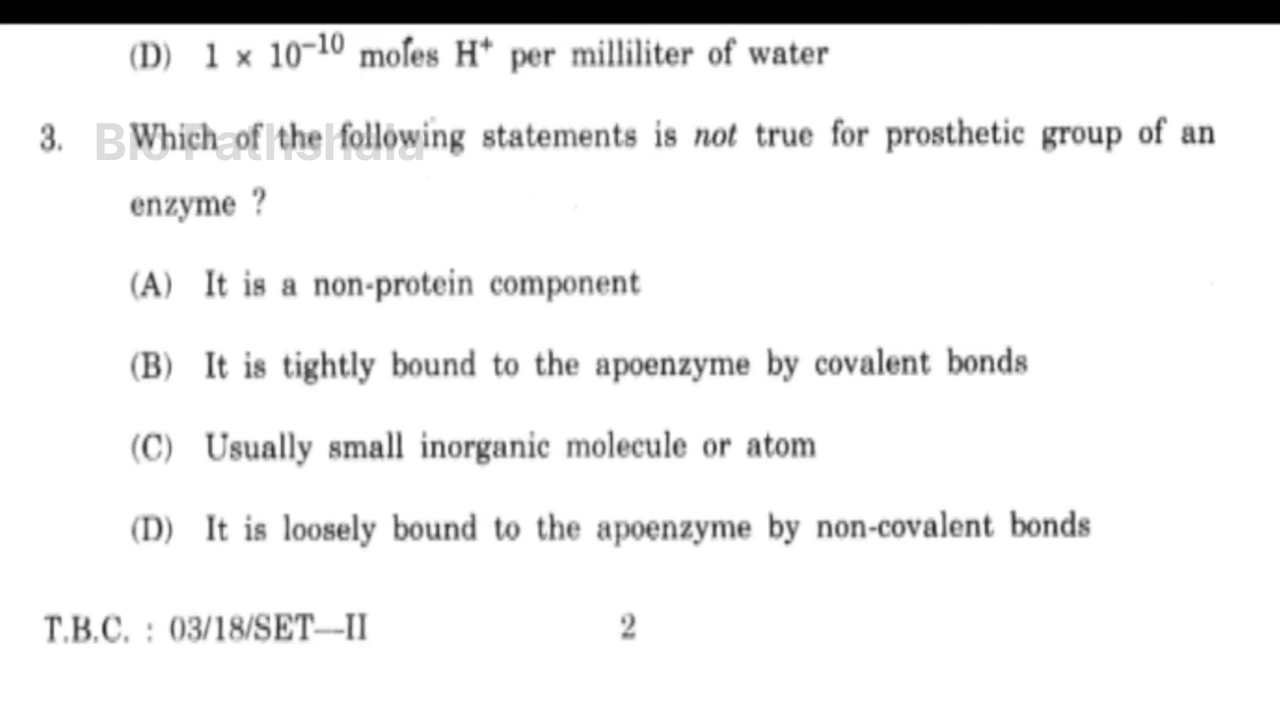 (D) 1 × 10⁻¹⁰ moles H⁺ per milliliter of water
Bio Pathshala
3. Which of the following statements is not true for prosthetic group of an
enzyme ?
(A) It is a non-protein component
(B) It is tightly bound to the apoenzyme by covalent bonds
(C) Usually small inorganic molecule or atom
(D) It is loosely bound to the apoenzyme by non-covalent bonds
T.B.C. : 03/18/SET—II 2